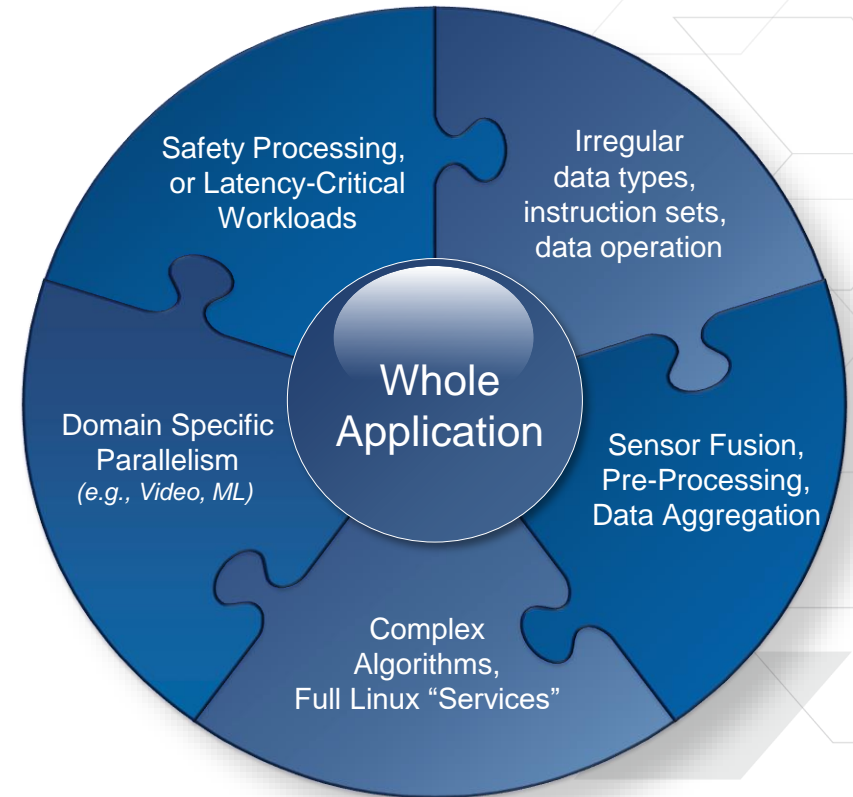 Safety Processing,
or Latency-Critical
Workloads
Irregular
data types,
instruction sets,
data operation
Whole
Application
Domain Specific
Parallelism
(e.g., Video, ML)
Sensor Fusion,
Pre-Processing,
Data Aggregation
Complex
Algorithms,
Full Linux “Services”